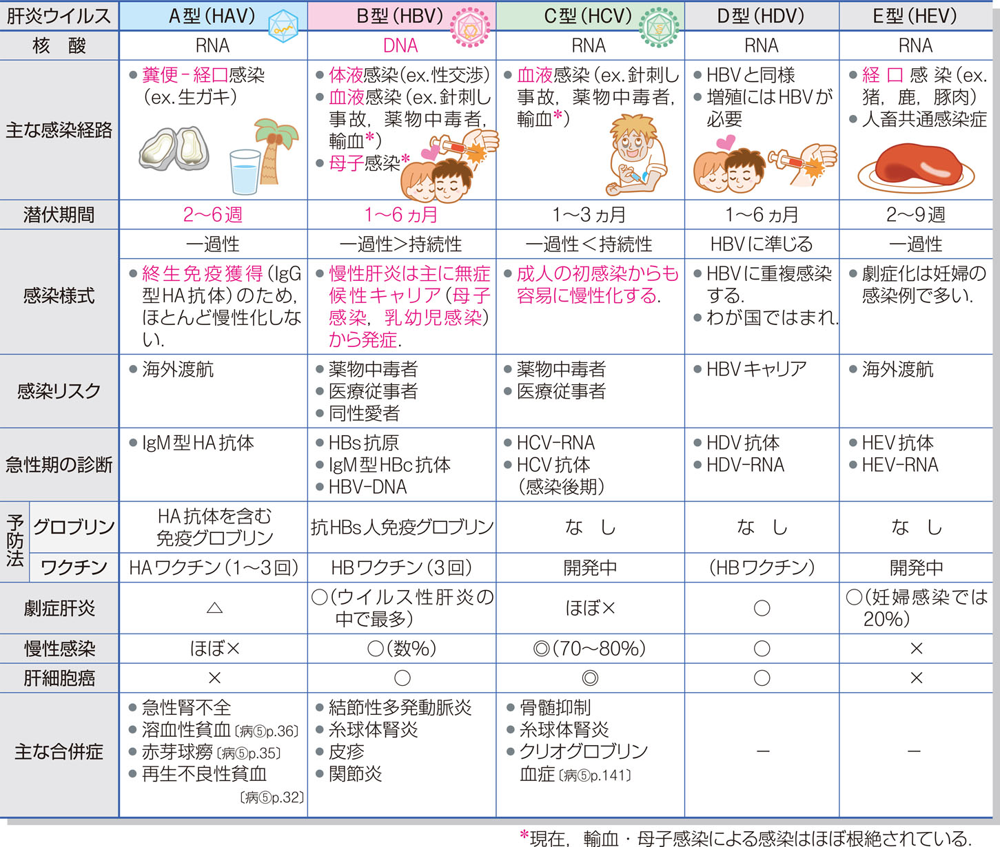 肝炎ウイルス
A型(HAV)
B型(HBV)
C型(HCV)
D型(HDV)
E型(HEV)
核 酸
RNA
DNA
RNA
RNA
RNA
主な感染経路
●糞便-経口感染
(ex.生ガキ)
●体液感染(ex.性交渉)
●血液感染(ex.針刺し
事故,薬物中毒者,
輸血*)
●母子感染*
●血液感染(ex.針刺し
事故,薬物中毒者,
輸血*)
●HBVと同様
●増殖にはHBVが
必要
●経口感染(ex.
猪,鹿,豚肉)
●人畜共通感染症
潜伏期間
2〜6週
1〜6ヵ月
1〜3ヵ月
1〜6ヵ月
2〜9週
感染様式
一過性
一過性>持続性
一過性<持続性
HBVに準じる
一過性
●終生免疫獲得(IgG
型HA抗体)のため,
ほとんど慢性化しな
い.
●慢性肝炎は主に無症
候性キャリア(母子
感染,乳幼児感染)
から発症.
●成人の初感染からも
容易に慢性化する.
●HBVに重複感染
する.
●わが国ではまれ.
●劇症化は妊婦の
感染例で多い.
感染リスク
●海外渡航
●薬物中毒者
●医療従事者
●同性愛者
●薬物中毒者
●医療従事者
●HBVキャリア
●海外渡航
急性期の診断
●IgM型HA抗体
●HBs抗原
●IgM型HBc抗体
●HBV-DNA
●HCV-RNA
●HCV抗体
(感染後期)
●HDV抗体
●HDV-RNA
●HEV抗体
●HEV-RNA
予防法
グロブリン
HA抗体を含む
免疫グロブリン
抗HBs人免疫グロブリン
な し
な し
な し
ワクチン
HAワクチン(1〜3回)
HBワクチン(3回)
開発中
(HBワクチン)
開発中
劇症肝炎
△
○(ウイルス性肝炎の
中で最多)
ほぼ×
○
○(妊婦感染では
20%)
慢性感染
ほぼ×
○(数%)
◎(70〜80%)
○
×
肝細胞癌
×
○
◎
○
×
主な合併症
●急性腎不全
●溶血性貧血〔病⑤p.36〕
●赤芽球癆〔病⑤p.35〕
●再生不良性貧血
〔病⑤p.32〕
●結節性多発動脈炎
●糸球体腎炎
●皮疹
●関節炎
●骨髄抑制
●糸球体腎炎
●クリオグロブリン
血症〔病⑤p.141〕
−
−
*現在,輸血・母子感染による感染はほぼ根絶されている.